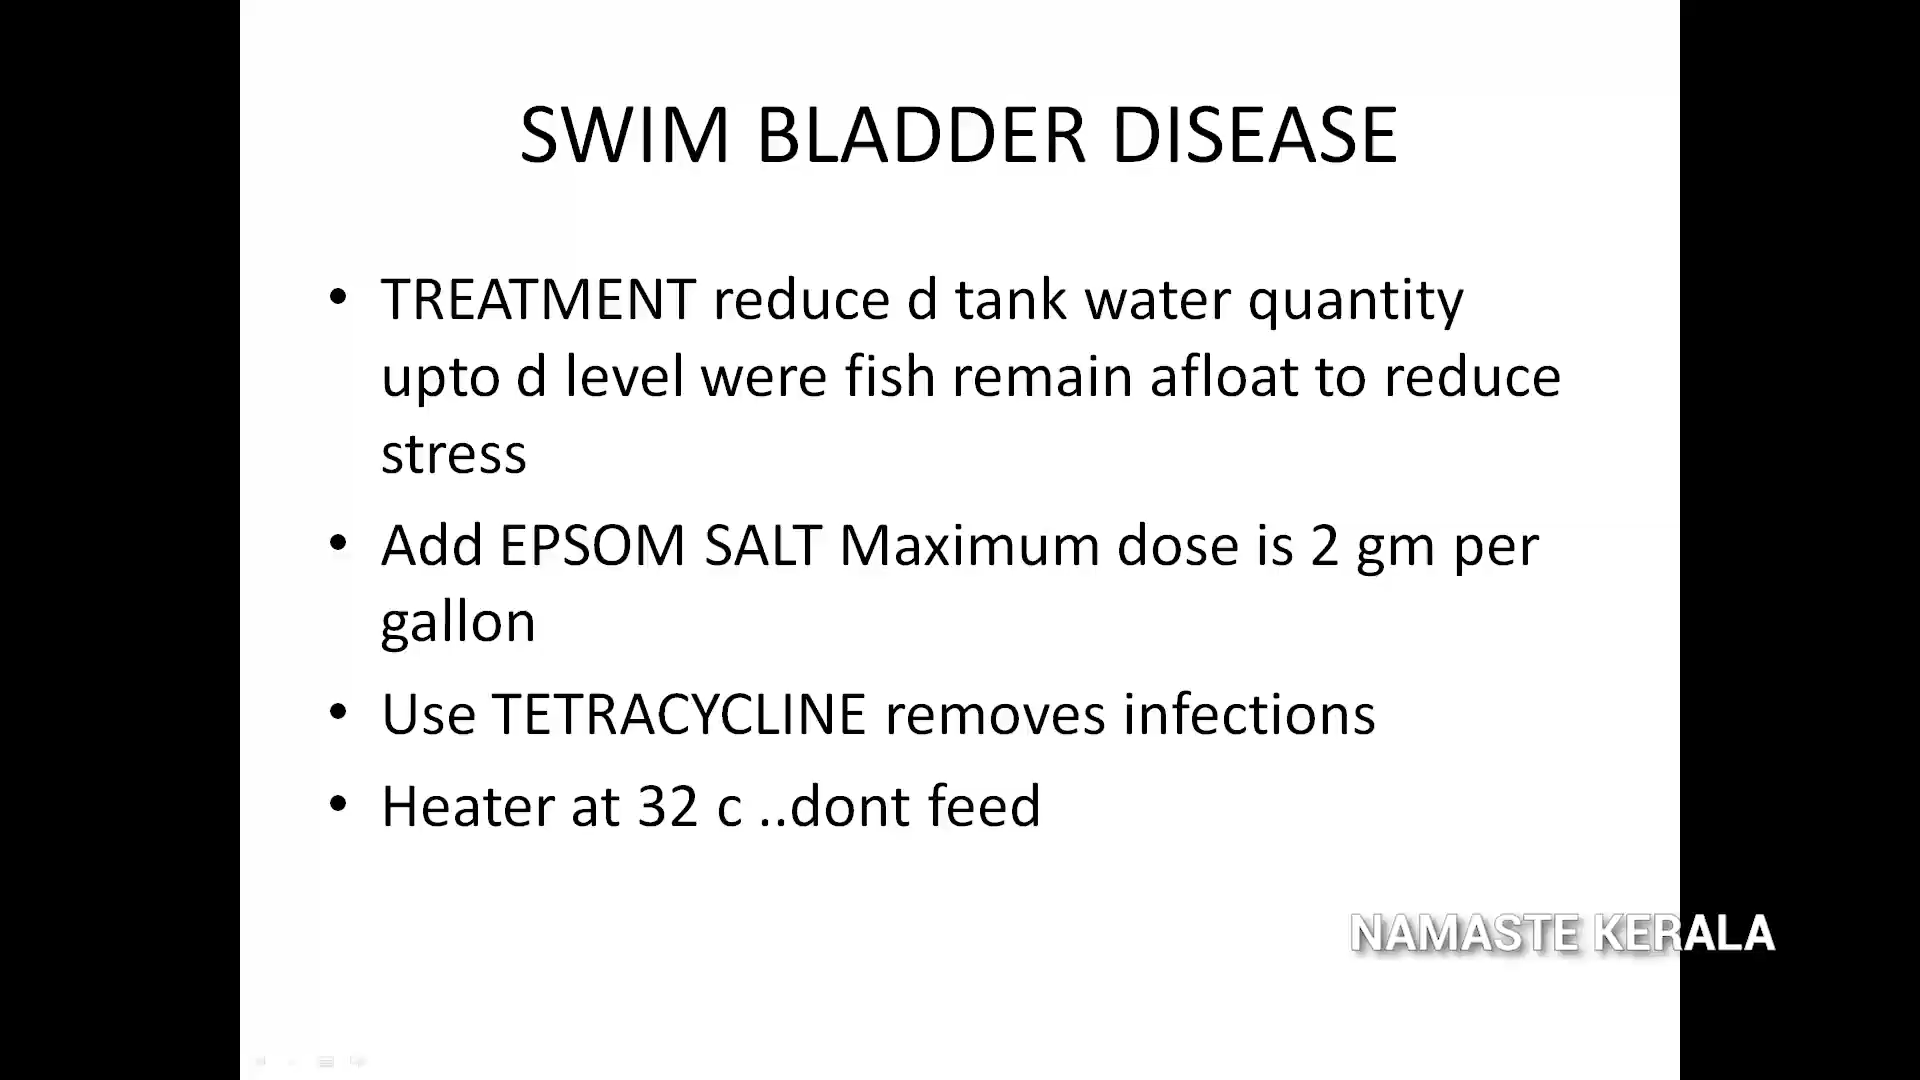 SWIM BLADDER DISEASE
• TREATMENT reduce d tank water quantity
upto d level were fish remain afloat to reduce
stress
• Add EPSOM SALT Maximum dose is 2 gm per
gallon
• Use TETRACYCLINE removes infections
• Heater at 32 c ..dont feed
NAMASTE KERALA